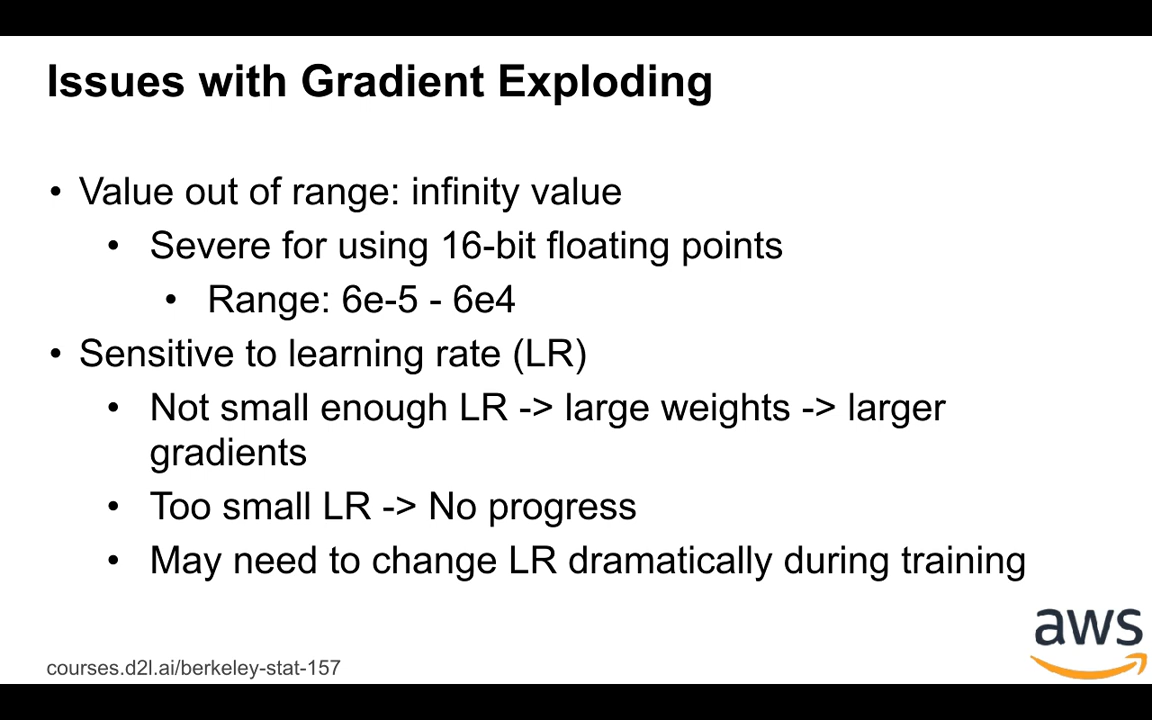 Issues with Gradient Exploding
• Value out of range: infinity value
• Severe for using 16-bit floating points
• Range: 6e-5 - 6e4
• Sensitive to learning rate (LR)
• Not small enough LR -> large weights -> larger
gradients
• Too small LR -> No progress
• May need to change LR dramatically during training
aws
courses.d2l.ai/berkeley-stat-157